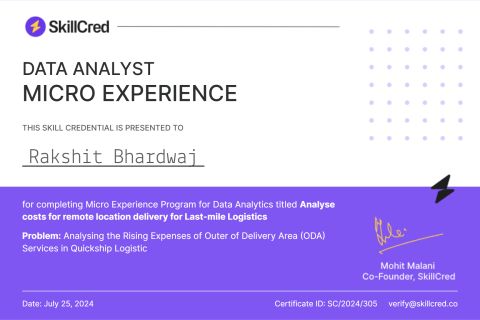 SkillCred
DATA ANALYST
MICRO EXPERIENCE
THIS SKILL CREDENTIAL IS PRESENTED TO
Rakshit Bhardwaj
for completing Micro Experience Program for Data Analytics titled Analyse
costs for remote location delivery for Last-mile Logistics
Problem: Analysing the Rising Expenses of Outer of Delivery Area (ODA)
Services in Quickship Logistic
Mohit Malani
Co-Founder, SkillCred
Date: July 25, 2024 Certificate ID: SC/2024/305 verify@skillcred.co